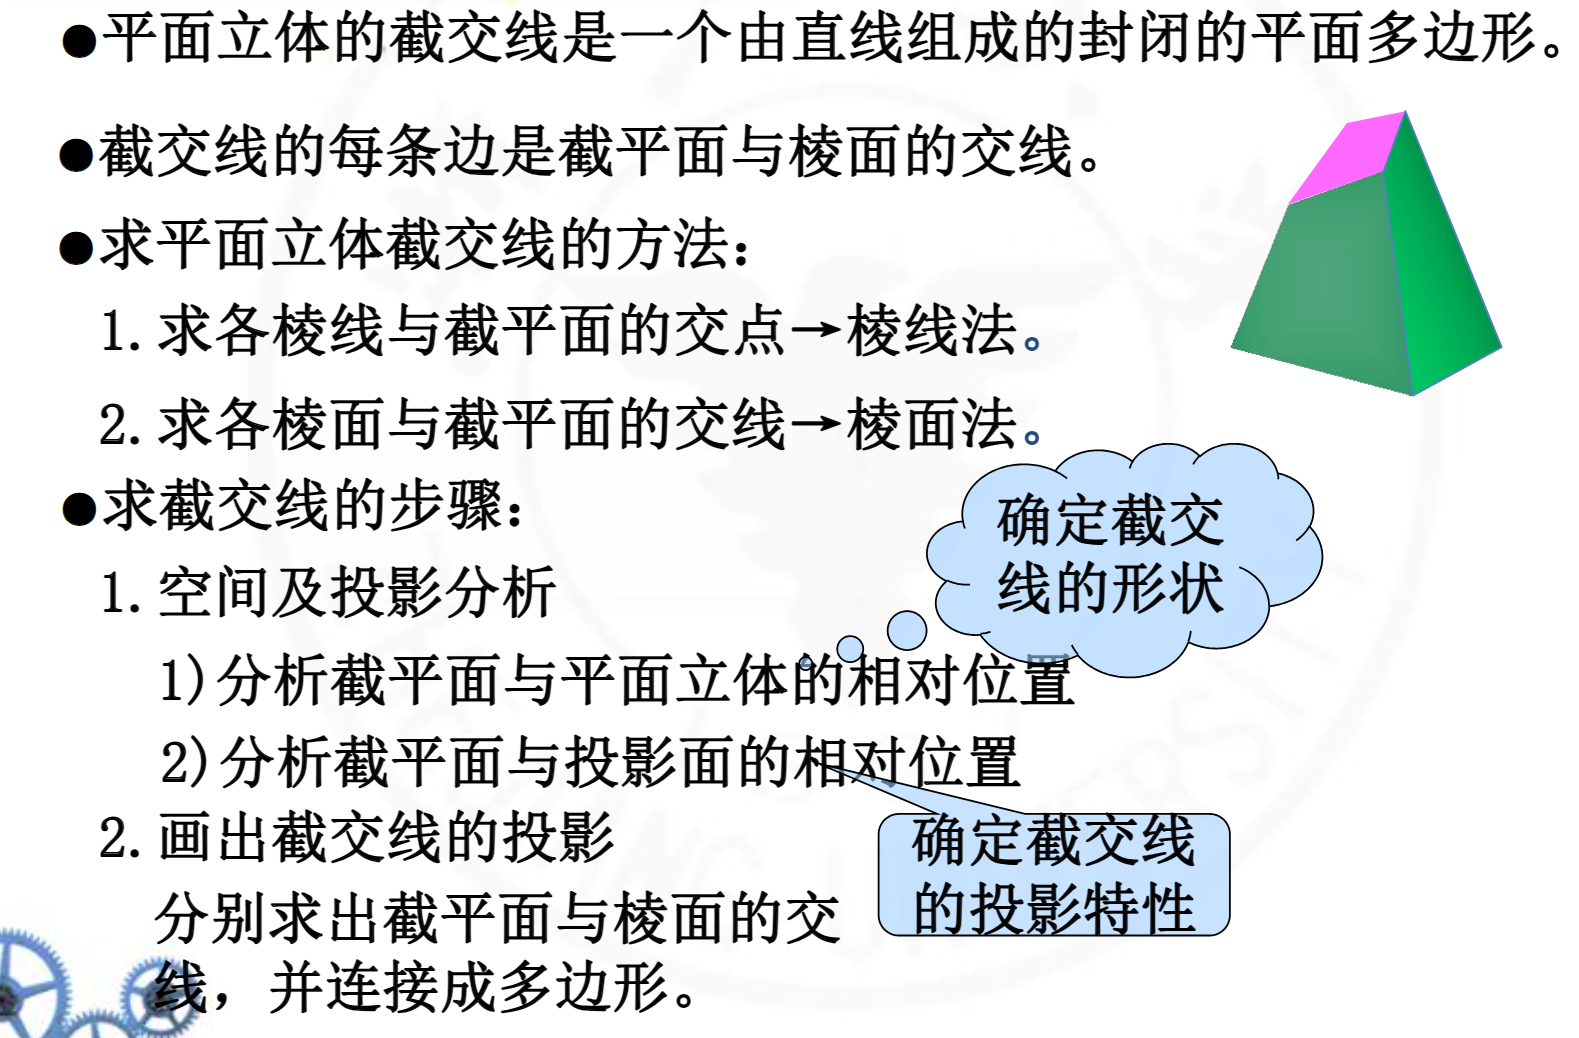 ●平面立体的截交线是一个由直线组成的封闭的平面多边形。
●截交线的每条边是截平面与棱面的交线。
●求平面立体截交线的方法：
1.求各棱线与截平面的交点→棱线法。
2.求各棱面与截平面的交线→棱面法。
●求截交线的步骤：
确定截交
线的形状
1.空间及投影分析
1)分析截平面与平面立体的相对位置
2)分析截平面与投影面的相对位置
2.画出截交线的投影
确定截交线
的投影特性
分别求出截平面与棱面的交
线，并连接成多边形。